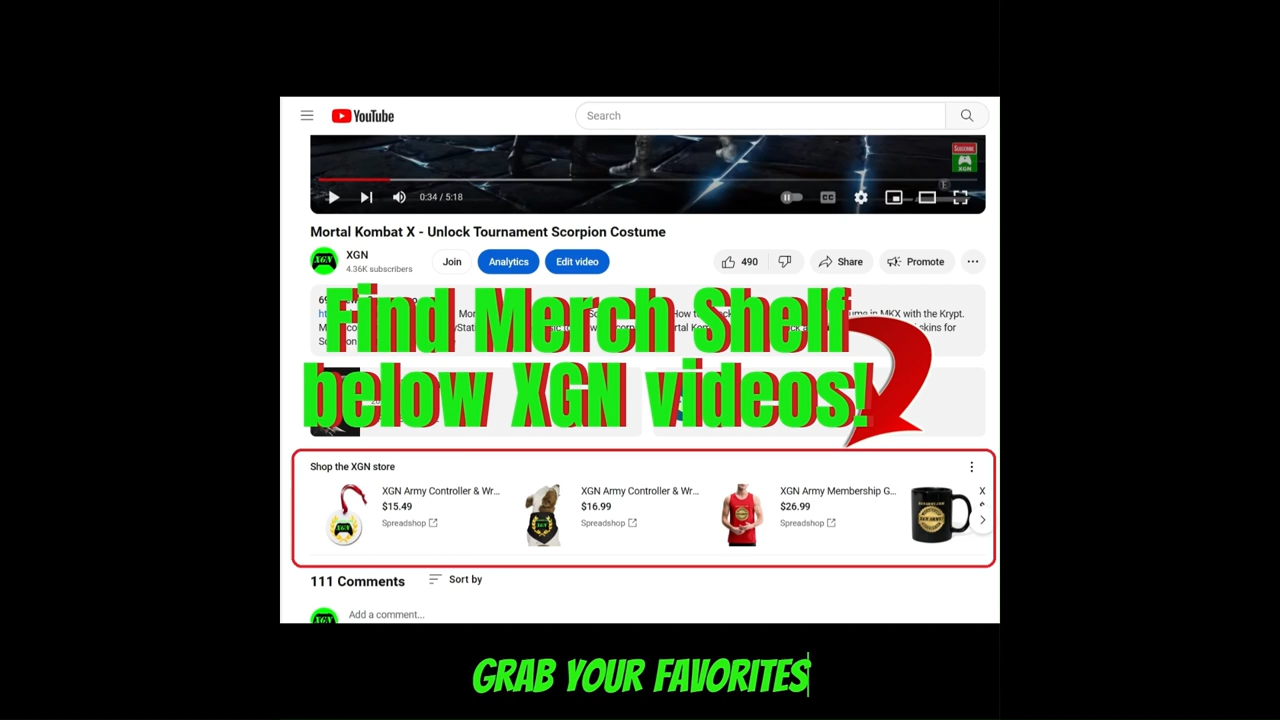 YouTube
Search
SUBSCRIBE
XGN
0:34 / 5:18
CC
Mortal Kombat X - Unlock Tournament Scorpion Costume
XGN
4.36K subscribers
Join
Analytics
Edit video
490
Share
Promote
Find Merch Shelf
below XGN videos!
Shop the XGN store
XGN Army Controller & Wr...
$15.49
Spreadshop
XGN Army Controller & Wr...
$16.99
Spreadshop
XGN Army Membership G...
$26.99
Spreadshop
111 Comments
Sort by
Add a comment...
GRAB YOUR FAVORITES